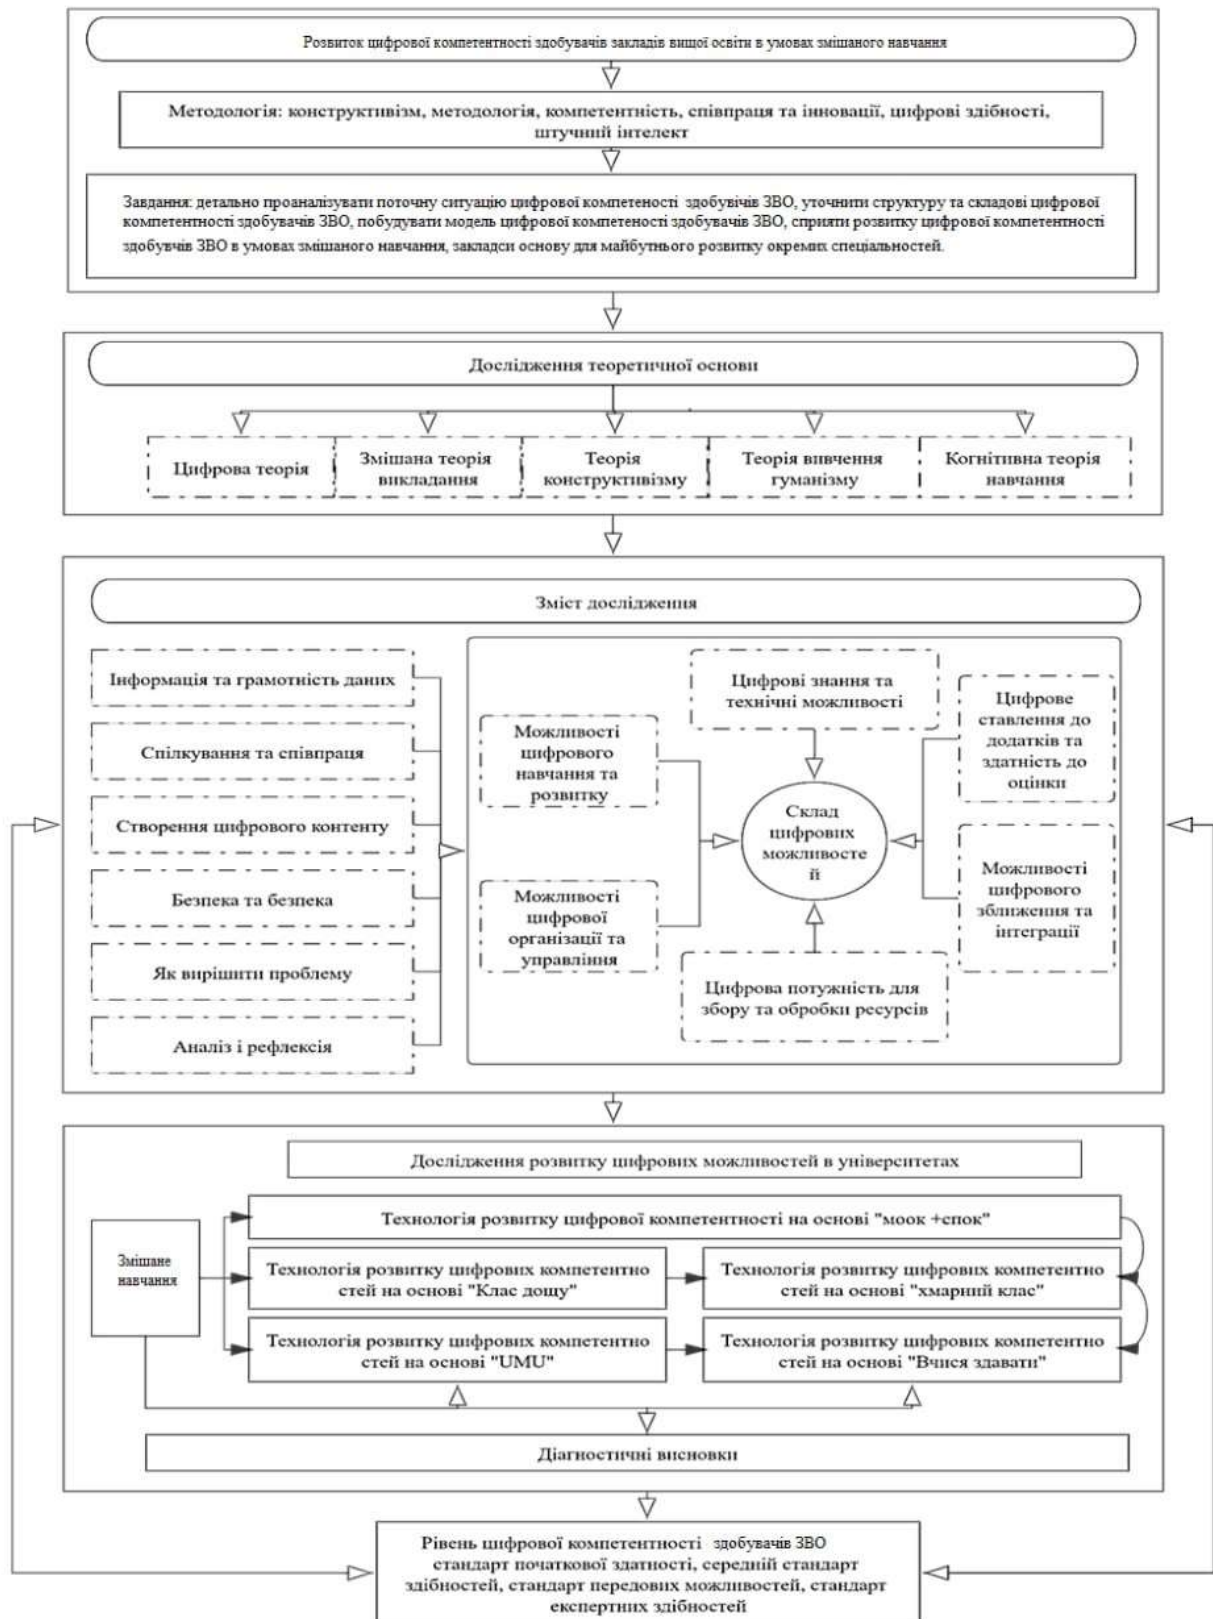 Розвиток цифрової компетентності здобувачів закладів вищої освіти в умовах змішаного навчання
Методологія: конструктивізм, методологія, компетентність, співпраця та інновації, цифрові здібності,
штучний інтелект
Завдання: детально проаналізувати поточну ситуацію цифрової компетеності здобувічів ЗВО, уточнити структуру та складові цифрової
компетентності здобувачів ЗВО, побудувати модель цифрової компетеності здобувачів ЗВО, сприяти розвитку цифрової компетентності
здобувчів ЗВО в умовах змішаного навчання, закладси основу для майбутнього розвитку окремих спеціальностей.
Дослідження теоретичної основи
Цифрова теорія
Змішана теорія
викладання
Теорія
конструктивізму
Теорія вивчення
гуманізму
Когнитивна теорія
навчання
Зміст дослідження
Інформація та грамотність даних
Спілкування та співпраця
Створення цифрового контенту
Безпека та безпека
Як вирішити проблему
Аналіз і рефлексія
Можливості
цифрового
навчання та
розвитку
Можливості
цифрової
організації та
управління
Цифрові знання та
технічні можливості
Склад
цифрових
можливосте
й
Цифрова потужність для
збору та обробки ресурсів
Цифрове
ставлення до
додатків та
здатність до
оцінки
Можливості
цифрового
зближення та
інтеграції
Дослідження розвитку цифрових можливостей в університетах
Змішане
навчання
Технологія розвитку цифрової компетентності на основі "моок +спок"
Технологія розвитку цифрових компетентно
стей на основі "Клас дощу"
Технологія розвитку цифрових компетентно
стей на основі "хмарний клас"
Технологія розвитку цифрових компетентно
стей на основі "UMU"
Технологія розвитку цифрових компетентно
стей на основі "Вчися здавати"
Діагностичні висновки
Рівень цифрової компетентності здобувачів ЗВО
стандарт початкової здатності, середній стандарт
здібностей, стандарт передових можливостей, стандарт
експертних здібностей